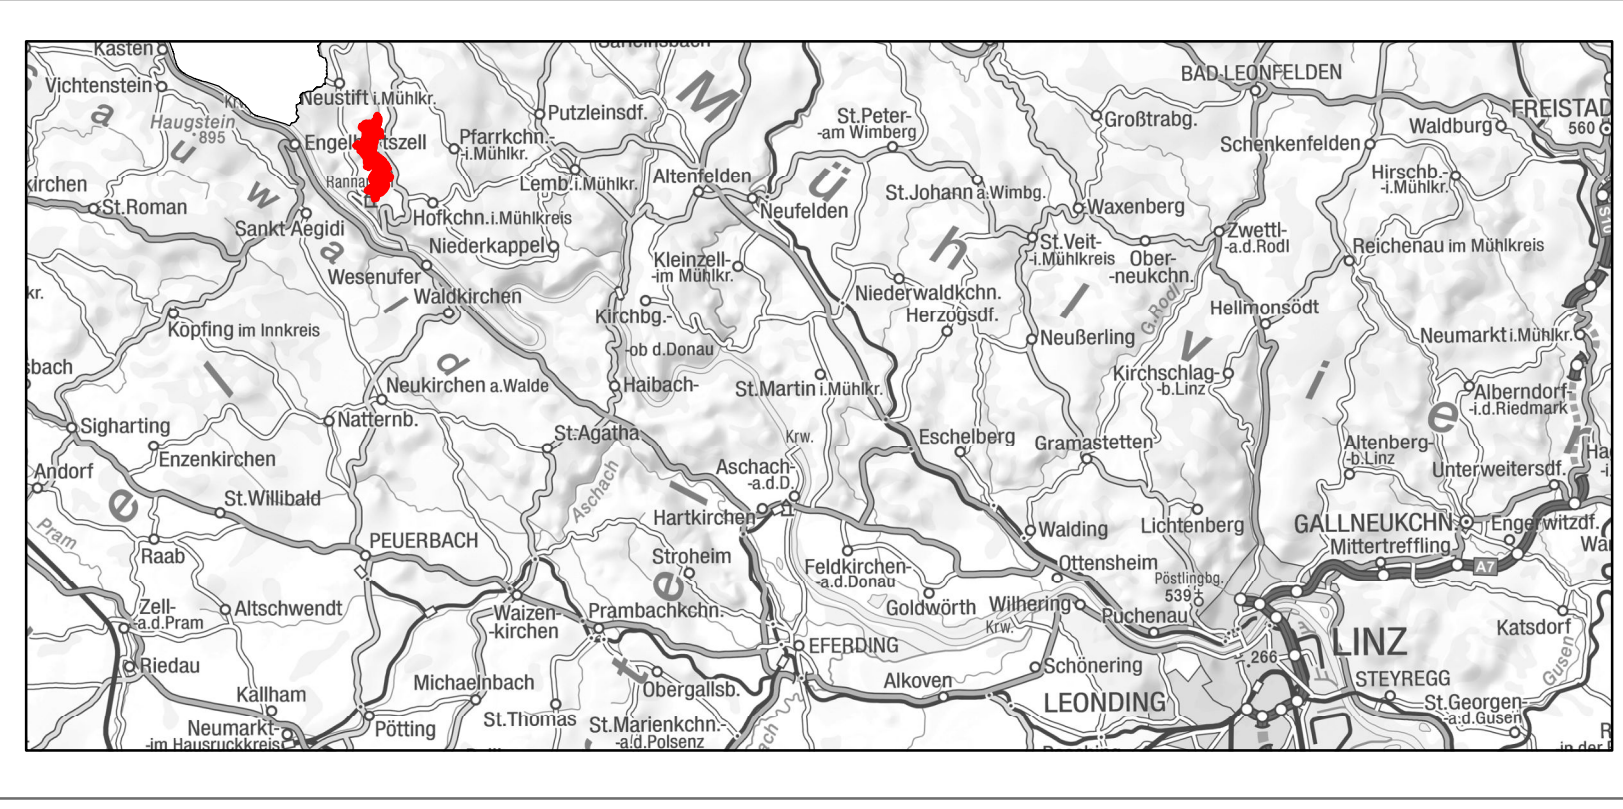 Kasten
Vichtenstein
Haugstein
895
Neustift i.Mühlkr.
Putzleinsdf.
Pfarrkchn.-
-i.Mühlkr.
Lemb.i.Mühlkr.
Hofkchn.i.Mühlkreis
Niederkappel
St.Roman
Sankt Aegidi
Wesenufer
Waldkirchen
Kopfing im Innkreis
Neukirchen a.Walde
Natternb.
Sigharting
Enzenkirchen
Andorf
St.Willibald
Pram
Raab
PEUERBACH
Zell-
-a.d.Pram
Altschwendt
Riedau
Kallham
Neumarkt-
-im Hausruckkreis
Pötting
Michaelnbach
St.Thomas
Waizen-
-kirchen
Prambachkchn.
Stroheim
Obergallsb.
St.Marienkchn.-
-a.d.Polsenz
St.Agatha
Aschach
Haibach-
Kirchbg.-
-ob d.Donau
Kleinzell-
-im Mühlkr.
Altenfelden
Neufelden
St.Peter-
-am Wimberg
St.Johann a.Wimbg.
Niederwaldkchn.
Herzogsdf.
St.Martin i.Mühlkr.
Krw.
Aschach-
-a.d.D.
Hartkirchen
Feldkirchen-
-a.d.Donau
Goldwörth
EFERDING
Alkoven
Schönering
LEONDING
Wilhering
Krw.
Puchenau
Ottensheim
Walding
Eschelberg
Gramastetten
Lichtenberg
Pöstlingbg.
539
LINZ
266
STEYREGG
St.Georgen-
-a.d.Gusen
Gusen
Katsdorf
A7
GALLNEUKCHN.
Mittertreffling
Engerwitzdf.
Unterweitersdf.
Altenberg-
-b.Linz
Alberndorf-
-i.d.Riedmark
Neumarkt i.Mühlkr.
Kirchschlag-
-b.Linz
Hellmonsödt
Neußerling
G.Rodl
St.Veit-
-i.Mühlkreis
Ober-
-neukchn.
Waxenberg
Zwettl-
-a.d.Rodl
Reichenau im Mühlkreis
Hirschb.-
-i.Mühlkr.
Schenkenfelden
Großtrabg.
BAD LEONFELDEN
Waldburg
560
S10
S a u w a l d
M ü h l v i e r t e l